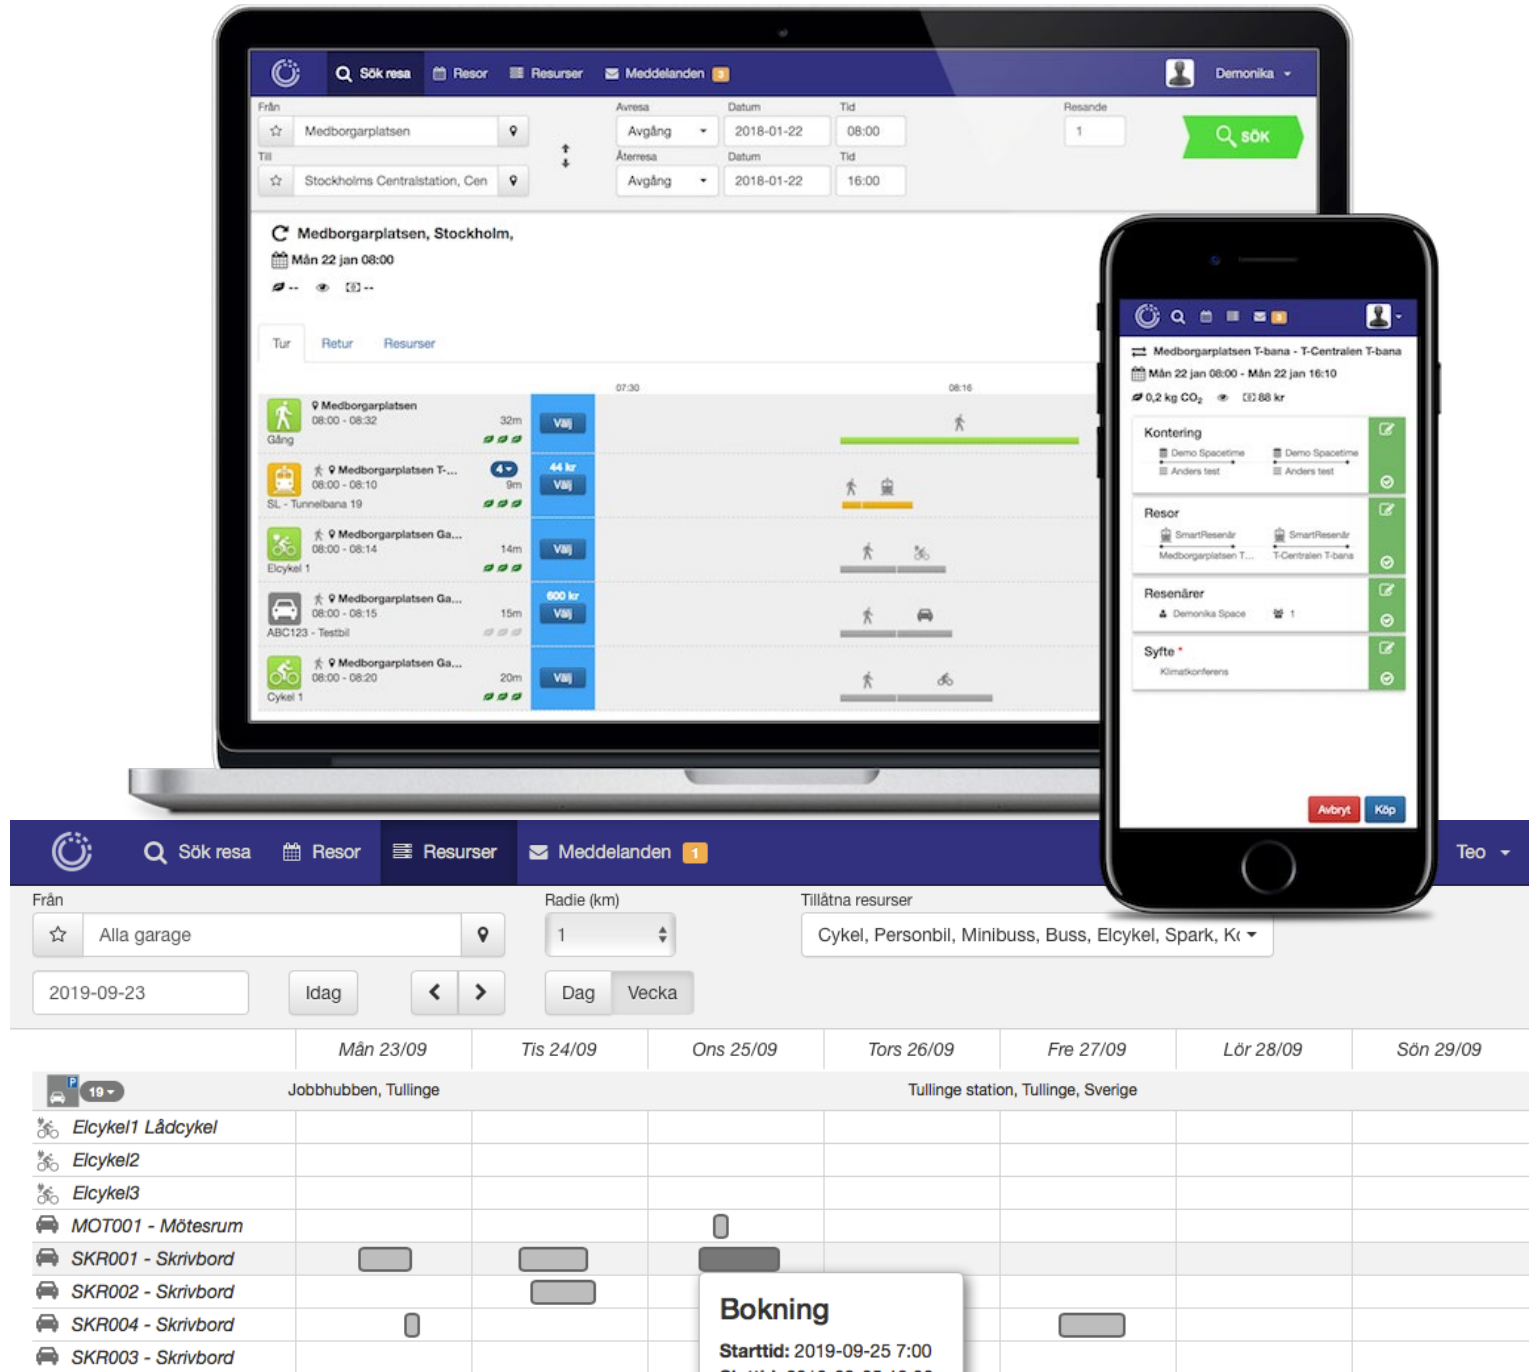 Sök resa Resor Resurser Meddelanden 3 Demonika
Från Avresa Datum Tid Resande
Medborgarplatsen Avgång 2018-01-22 08:00 1 SÖK
Till Återresa Datum Tid
Stockholms Centralstation, Cen Avgång 2018-01-22 16:00
Medborgarplatsen, Stockholm,
Mån 22 jan 08:00
-- --
Tur Retur Resurser
07:30 08:16
Medborgarplatsen
08:00 - 08:32 32m Välj
Gång
Medborgarplatsen T-... 4 44 kr
08:00 - 08:10 9m Välj
SL - Tunnelbana 19
Medborgarplatsen Ga...
08:00 - 08:14 14m Välj
Elcykel 1
Medborgarplatsen Ga... 600 kr
08:00 - 08:15 15m Välj
ABC123 - Testbil
Medborgarplatsen Ga...
08:00 - 08:20 20m Välj
Cykel 1
3
Medborgarplatsen T-bana - T-Centralen T-bana
Mån 22 jan 08:00 - Mån 22 jan 16:10
0,2 kg CO₂ 88 kr
Kontering
Demo Spacetime Demo Spacetime
Anders test Anders test
Resor
SmartResenär SmartResenär
Medborgarplatsen T... T-Centralen T-bana
Resenärer
Demonika Space 1
Syfte *
Klimatkonferens
Avbryt Köp
Sök resa Resor Resurser Meddelanden 1 Teo
Från Radie (km) Tillåtna resurser
Alla garage 1 Cykel, Personbil, Minibuss, Buss, Elcykel, Spark, Kc
2019-09-23 Idag Dag Vecka
Mån 23/09 Tis 24/09 Ons 25/09 Tors 26/09 Fre 27/09 Lör 28/09 Sön 29/09
P 19 Jobbhubben, Tullinge Tullinge station, Tullinge, Sverige
Elcykel1 Lådcykel
Elcykel2
Elcykel3
MOT001 - Mötesrum
SKR001 - Skrivbord
SKR002 - Skrivbord
SKR004 - Skrivbord
SKR003 - Skrivbord
Bokning
Starttid: 2019-09-25 7:00